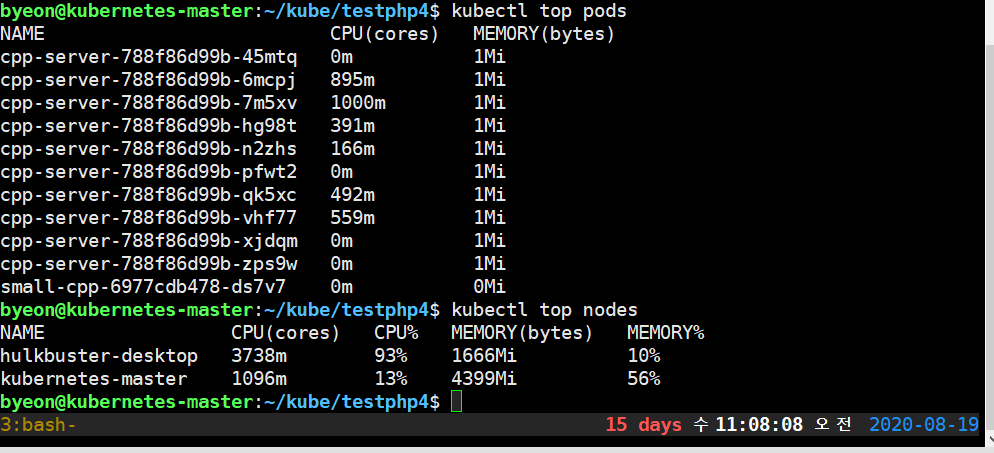 byeon@kubernetes-master:~/kube/testphp4$ kubectl top pods
NAME CPU(cores) MEMORY(bytes)
cpp-server-788f86d99b-45mtq 0m 1Mi
cpp-server-788f86d99b-6mcpj 895m 1Mi
cpp-server-788f86d99b-7m5xv 1000m 1Mi
cpp-server-788f86d99b-hg98t 391m 1Mi
cpp-server-788f86d99b-n2zhs 166m 1Mi
cpp-server-788f86d99b-pfwt2 0m 1Mi
cpp-server-788f86d99b-qk5xc 492m 1Mi
cpp-server-788f86d99b-vhf77 559m 1Mi
cpp-server-788f86d99b-xjdqm 0m 1Mi
cpp-server-788f86d99b-zps9w 0m 1Mi
small-cpp-6977cdb478-ds7v7 0m 0Mi
byeon@kubernetes-master:~/kube/testphp4$ kubectl top nodes
NAME CPU(cores) CPU% MEMORY(bytes) MEMORY%
hulkbuster-desktop 3738m 93% 1666Mi 10%
kubernetes-master 1096m 13% 4399Mi 56%
byeon@kubernetes-master:~/kube/testphp4$
3:bash- 15 days 수 11:08:08 오전 2020-08-19